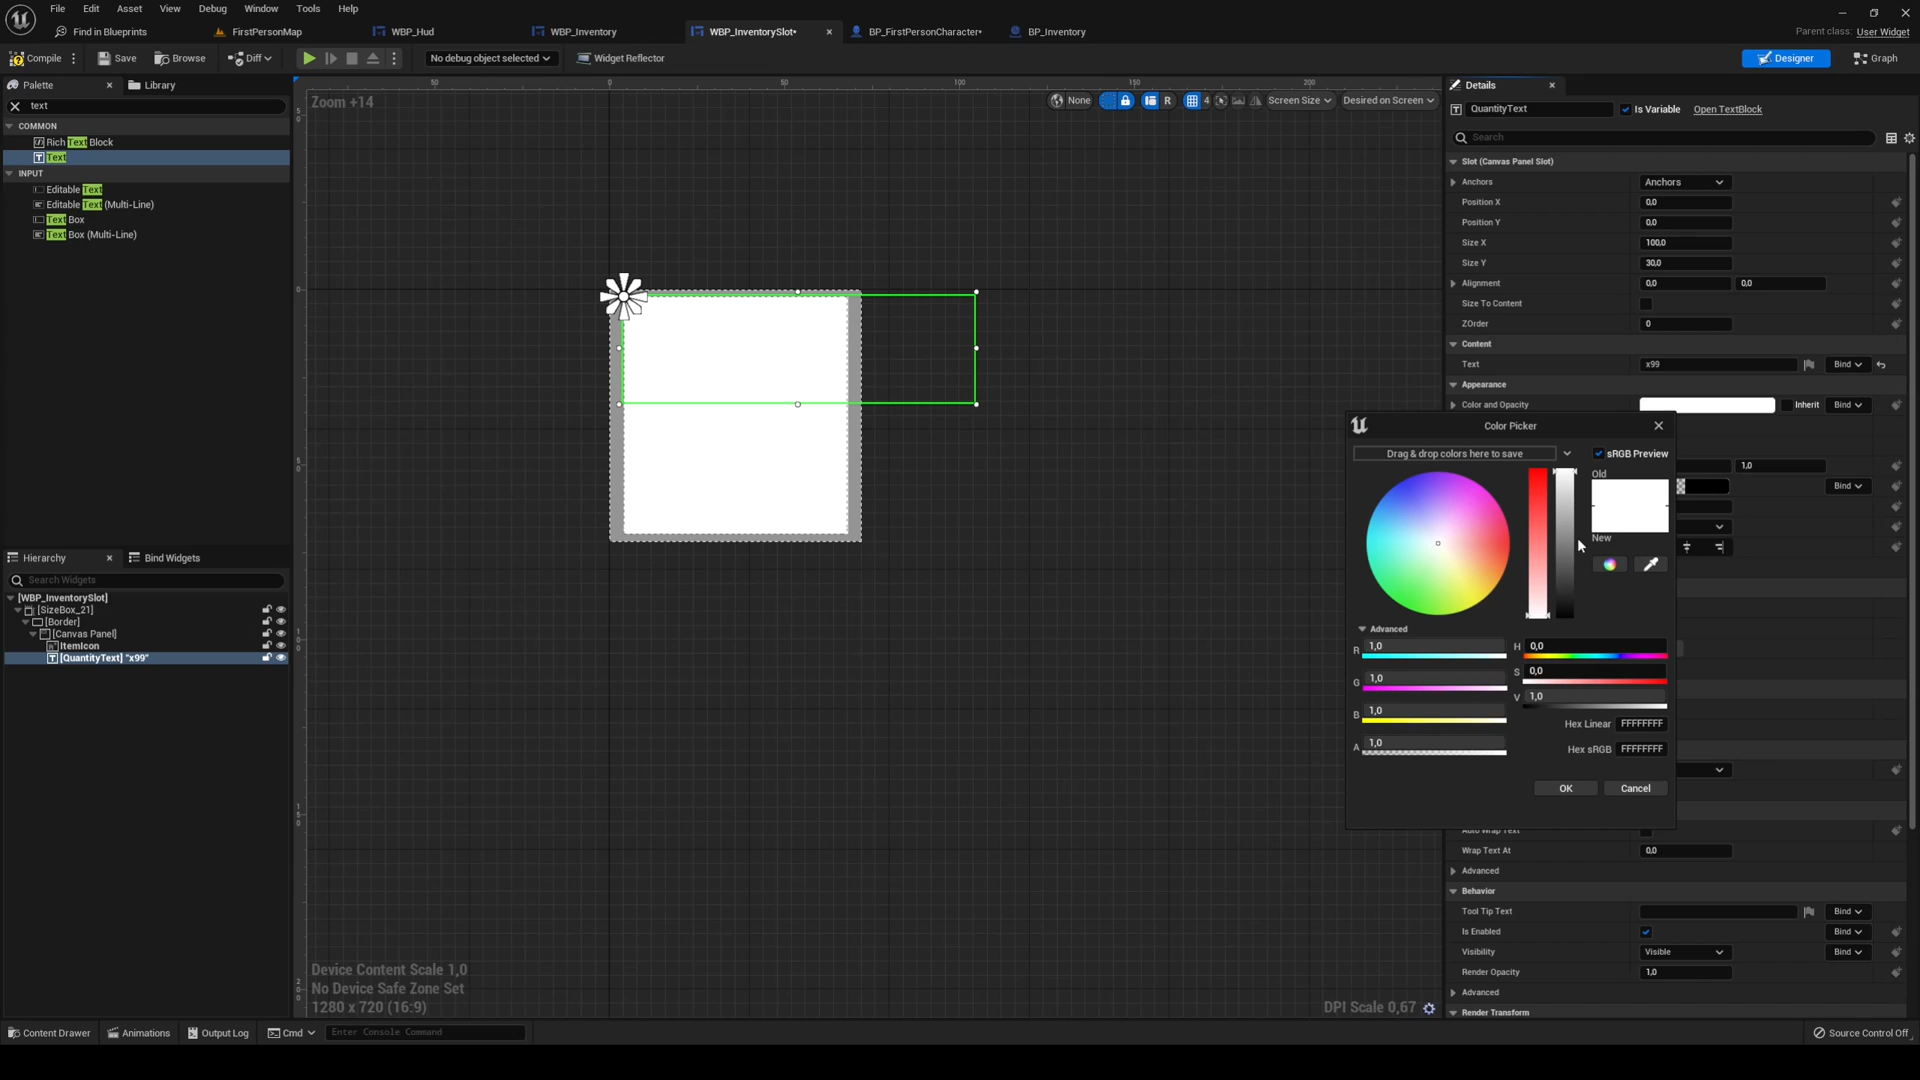 File Edit Asset View Debug Window Tools Help
Find in Blueprints FirstPersonMap WBP_Hud WBP_Inventory WBP_InventorySlot* BP_FirstPersonCharacter* BP_Inventory Parent class: User Widget
Compile Save Browse Diff No debug object selected Widget Reflector Designer Graph
Palette Library
text
COMMON
Rich Text Block
Text
INPUT
Editable Text
Editable Text (Multi-Line)
Text Box
Text Box (Multi-Line)
Hierarchy Bind Widgets
Search Widgets
[WBP_InventorySlot]
[SizeBox_21]
[Border]
[Canvas Panel]
ItemIcon
[QuantityText] "x99"
50 0 50 100 150 200
Zoom +14
None R 4 Screen Size Desired on Screen
Device Content Scale 1,0
No Device Safe Zone Set
1280 x 720 (16:9)
DPI Scale 0,67
Details
QuantityText Is Variable Open TextBlock
Search
Slot (Canvas Panel Slot)
Anchors Anchors
Position X 0,0
Position Y 0,0
Size X 100,0
Size Y 30,0
Alignment 0,0 0,0
Size To Content
ZOrder 0
Content
Text x99 Bind
Appearance
Color and Opacity Inherit Bind
1,0
Bind
Color Picker
Drag & drop colors here to save sRGB Preview
Old
New
Advanced
R 1,0 H 0,0
G 1,0 S 0,0
B 1,0 V 1,0
Hex Linear FFFFFFFF
A 1,0 Hex sRGB FFFFFFFF
OK Cancel
Auto Wrap Text
Wrap Text At 0,0
Advanced
Behavior
Tool Tip Text Bind
Is Enabled Bind
Visibility Visible Bind
Render Opacity 1,0
Advanced
Render Transform
Content Drawer Animations Output Log Cmd Enter Console Command Source Control Off